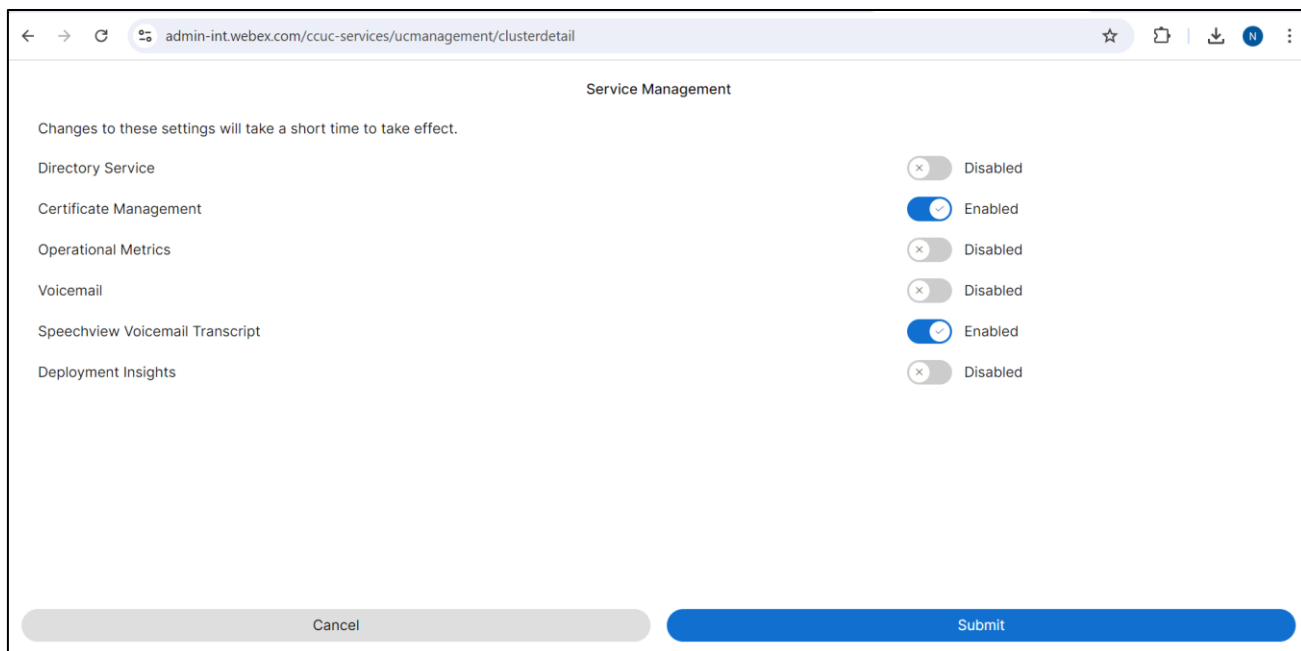 admin-int.webex.com/ccuc-services/ucmanagement/clusterdetail
N
Service Management
Changes to these settings will take a short time to take effect.
Directory Service Disabled
Certificate Management Enabled
Operational Metrics Disabled
Voicemail Disabled
Speechview Voicemail Transcript Enabled
Deployment Insights Disabled
Cancel Submit